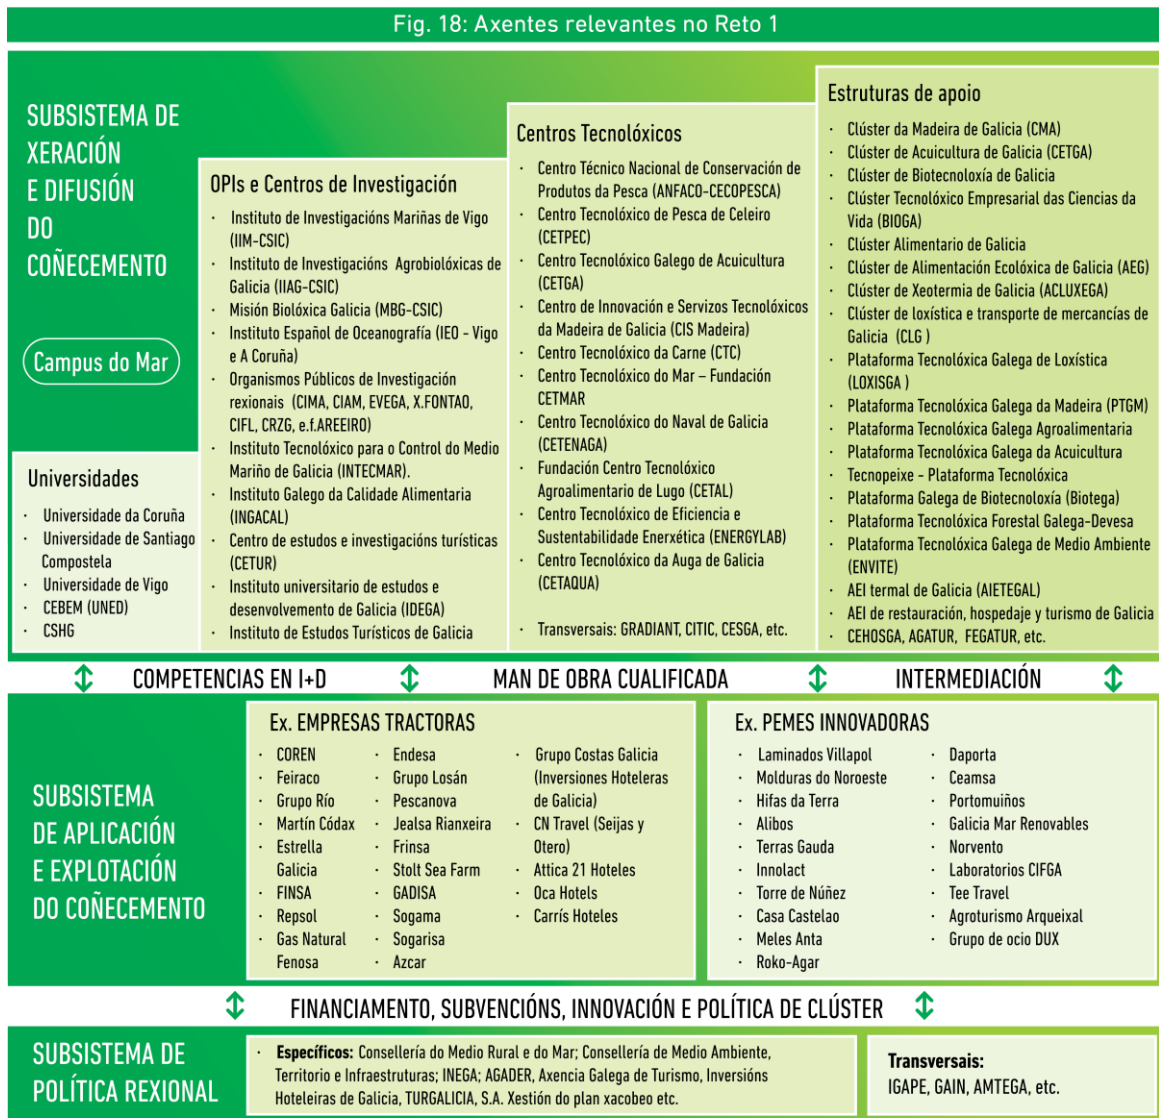 Fig. 18: Axentes relevantes no Reto 1
SUBSISTEMA DE
XERACIÓN
E DIFUSIÓN
DO
COÑECEMENTO
Campus do Mar
Universidades
· Universidade da Coruña
· Universidade de Santiago
Compostela
· Universidade de Vigo
· CEBEM (UNED)
· CSHG
OPIs e Centros de Investigación
· Instituto de Investigacións Mariñas de Vigo
(IIM-CSIC)
· Instituto de Investigacións Agrobiolóxicas de
Galicia (IIAG-CSIC)
· Misión Biolóxica Galicia (MBG-CSIC)
· Instituto Español de Oceanografía (IEO - Vigo
e A Coruña)
· Organismos Públicos de Investigación
rexionais (CIMA, CIAM, EVEGA, X.FONTAO,
CIFL, CRZG, e.f.AREEIRO)
· Instituto Tecnolóxico para o Control do Medio
Mariño de Galicia (INTECMAR).
· Instituto Galego da Calidade Alimentaria
(INGACAL)
· Centro de estudos e investigacións turísticas
(CETUR)
· Instituto universitario de estudos e
desenvolvemento de Galicia (IDEGA)
· Instituto de Estudos Turísticos de Galicia
Centros Tecnolóxicos
· Centro Técnico Nacional de Conservación de
Produtos da Pesca (ANFACO-CECOPESCA)
· Centro Tecnolóxico de Pesca de Celeiro
(CETPEC)
· Centro Tecnolóxico Galego de Acuicultura
(CETGA)
· Centro de Innovación e Servizos Tecnolóxicos
da Madeira de Galicia (CIS Madeira)
· Centro Tecnolóxico da Carne (CTC)
· Centro Tecnolóxico do Mar – Fundación
CETMAR
· Centro Tecnolóxico do Naval de Galicia
(CETENAGA)
· Fundación Centro Tecnolóxico
Agroalimentario de Lugo (CETAL)
· Centro Tecnolóxico de Eficiencia e
Sustentabilidade Enerxética (ENERGYLAB)
· Centro Tecnolóxico da Auga de Galicia
(CETAQUA)
· Transversais: GRADIANT, CITIC, CESGA, etc.
Estruturas de apoio
· Clúster da Madeira de Galicia (CMA)
· Clúster de Acuicultura de Galicia (CETGA)
· Clúster de Biotecnoloxía de Galicia
· Clúster Tecnolóxico Empresarial das Ciencias da
Vida (BIOGA)
· Clúster Alimentario de Galicia
· Clúster de Alimentación Ecolóxica de Galicia (AEG)
· Clúster de Xeotermia de Galicia (ACLUXEGA)
· Clúster de loxística e transporte de mercancías de
Galicia (CLG )
· Plataforma Tecnolóxica Galega de Loxística
(LOXISGA )
· Plataforma Tecnolóxica Galega da Madeira (PTGM)
· Plataforma Tecnolóxica Galega Agroalimentaria
· Plataforma Tecnolóxica Galega da Acuicultura
· Tecnopeixe - Plataforma Tecnolóxica
· Plataforma Galega de Biotecnoloxía (Biotega)
· Plataforma Tecnolóxica Forestal Galega-Devesa
· Plataforma Tecnolóxica Galega de Medio Ambiente
(ENVITE)
· AEI termal de Galicia (AIETEGAL)
· AEI de restauración, hospedaje y turismo de Galicia
· CEHOSGA, AGATUR, FEGATUR, etc.
COMPETENCIAS EN I+D
MAN DE OBRA CUALIFICADA
INTERMEDIACIÓN
SUBSISTEMA
DE APLICACIÓN
E EXPLOTACIÓN
DO COÑECEMENTO
Ex. EMPRESAS TRACTORAS
· COREN
· Feiraco
· Grupo Río
· Martín Códax
· Estrella
Galicia
· FINSA
· Repsol
· Gas Natural
Fenosa
· Endesa
· Grupo Losán
· Pescanova
· Jealsa Rianxeira
· Frinsa
· Stolt Sea Farm
· GADISA
· Sogama
· Sogarisa
· Azcar
· Grupo Costas Galicia
(Inversiones Hoteleras
de Galicia)
· CN Travel (Seijas y
Otero)
· Attica 21 Hoteles
· Oca Hotels
· Carrís Hoteles
Ex. PEMES INNOVADORAS
· Laminados Villapol
· Molduras do Noroeste
· Hifas da Terra
· Alibos
· Terras Gauda
· Innolact
· Torre de Núñez
· Casa Castelao
· Meles Anta
· Roko-Agar
· Daporta
· Ceamsa
· Portomuiños
· Galicia Mar Renovables
· Norvento
· Laboratorios CIFGA
· Tee Travel
· Agroturismo Arqueixal
· Grupo de ocio DUX
FINANCIAMENTO, SUBVENCIÓNS, INNOVACIÓN E POLÍTICA DE CLÚSTER
SUBSISTEMA DE
POLÍTICA REXIONAL
· Específicos: Consellería do Medio Rural e do Mar; Consellería de Medio Ambiente,
Territorio e Infraestruturas; INEGA; AGADER, Axencia Galega de Turismo, Inversións
Hoteleiras de Galicia, TURGALICIA, S.A. Xestión do plan xacobeo etc.
Transversais:
IGAPE, GAIN, AMTEGA, etc.